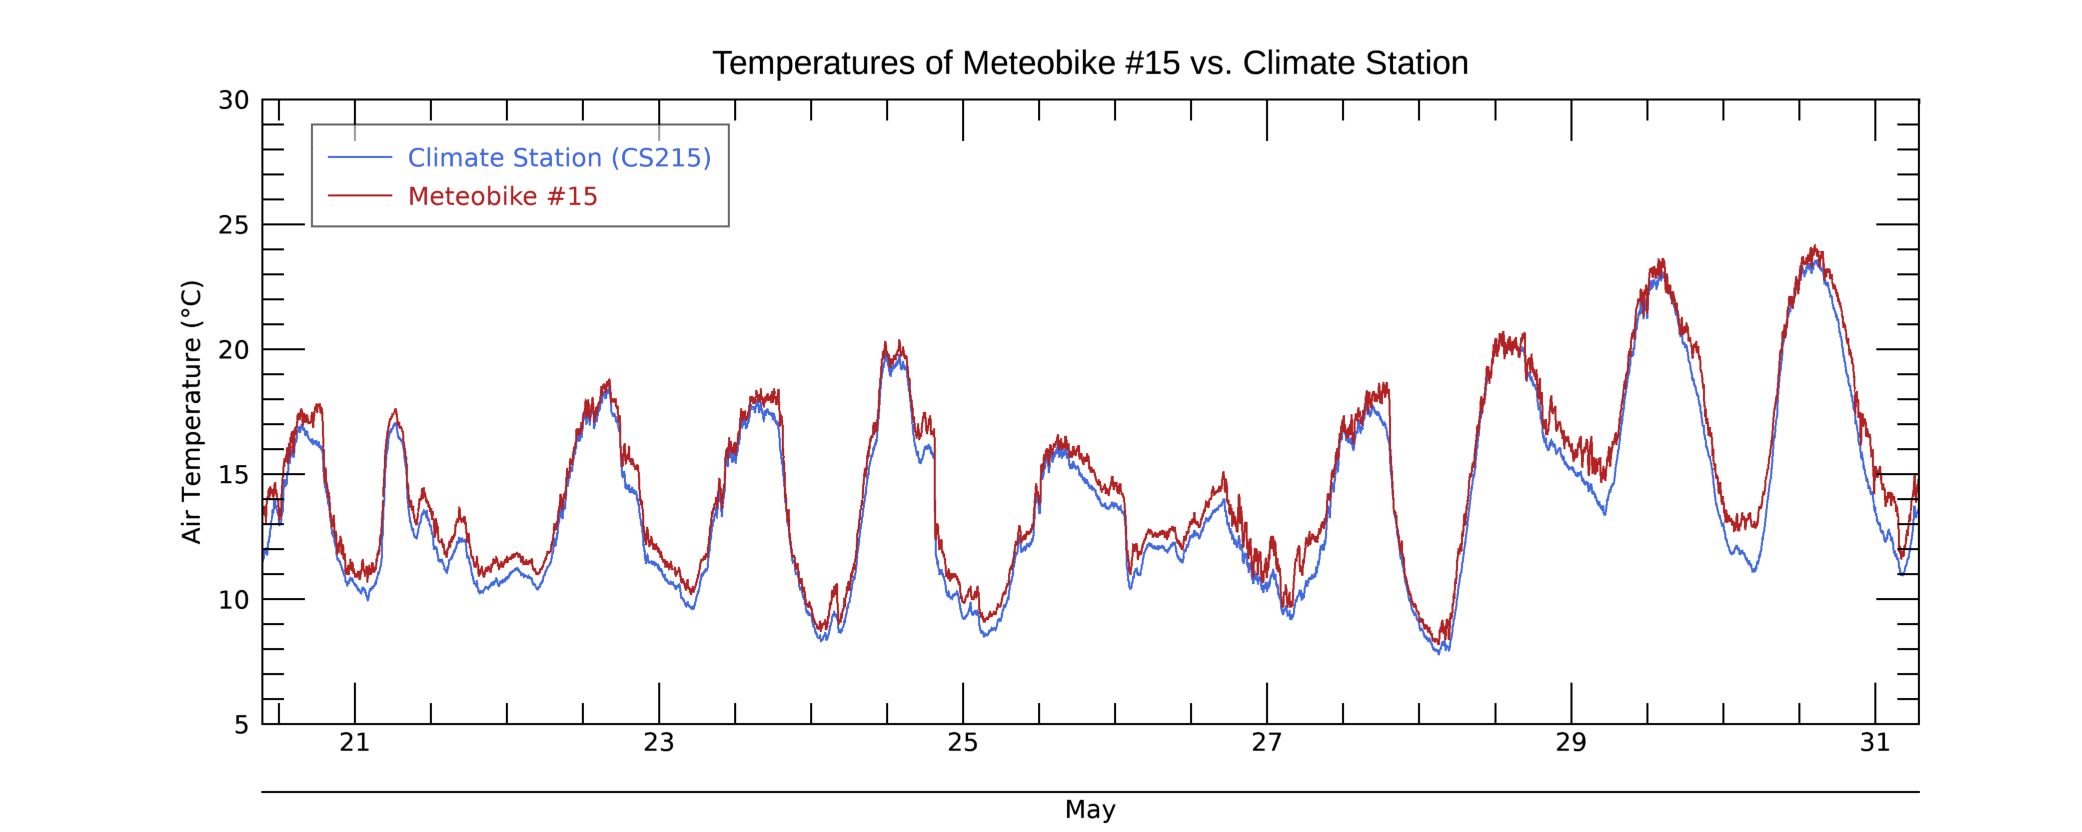 Temperatures of Meteobike #15 vs. Climate Station
30
25
20
15
10
5
Air Temperature (°C)
Climate Station (CS215)
Meteobike #15
21 23 25 27 29 31
May